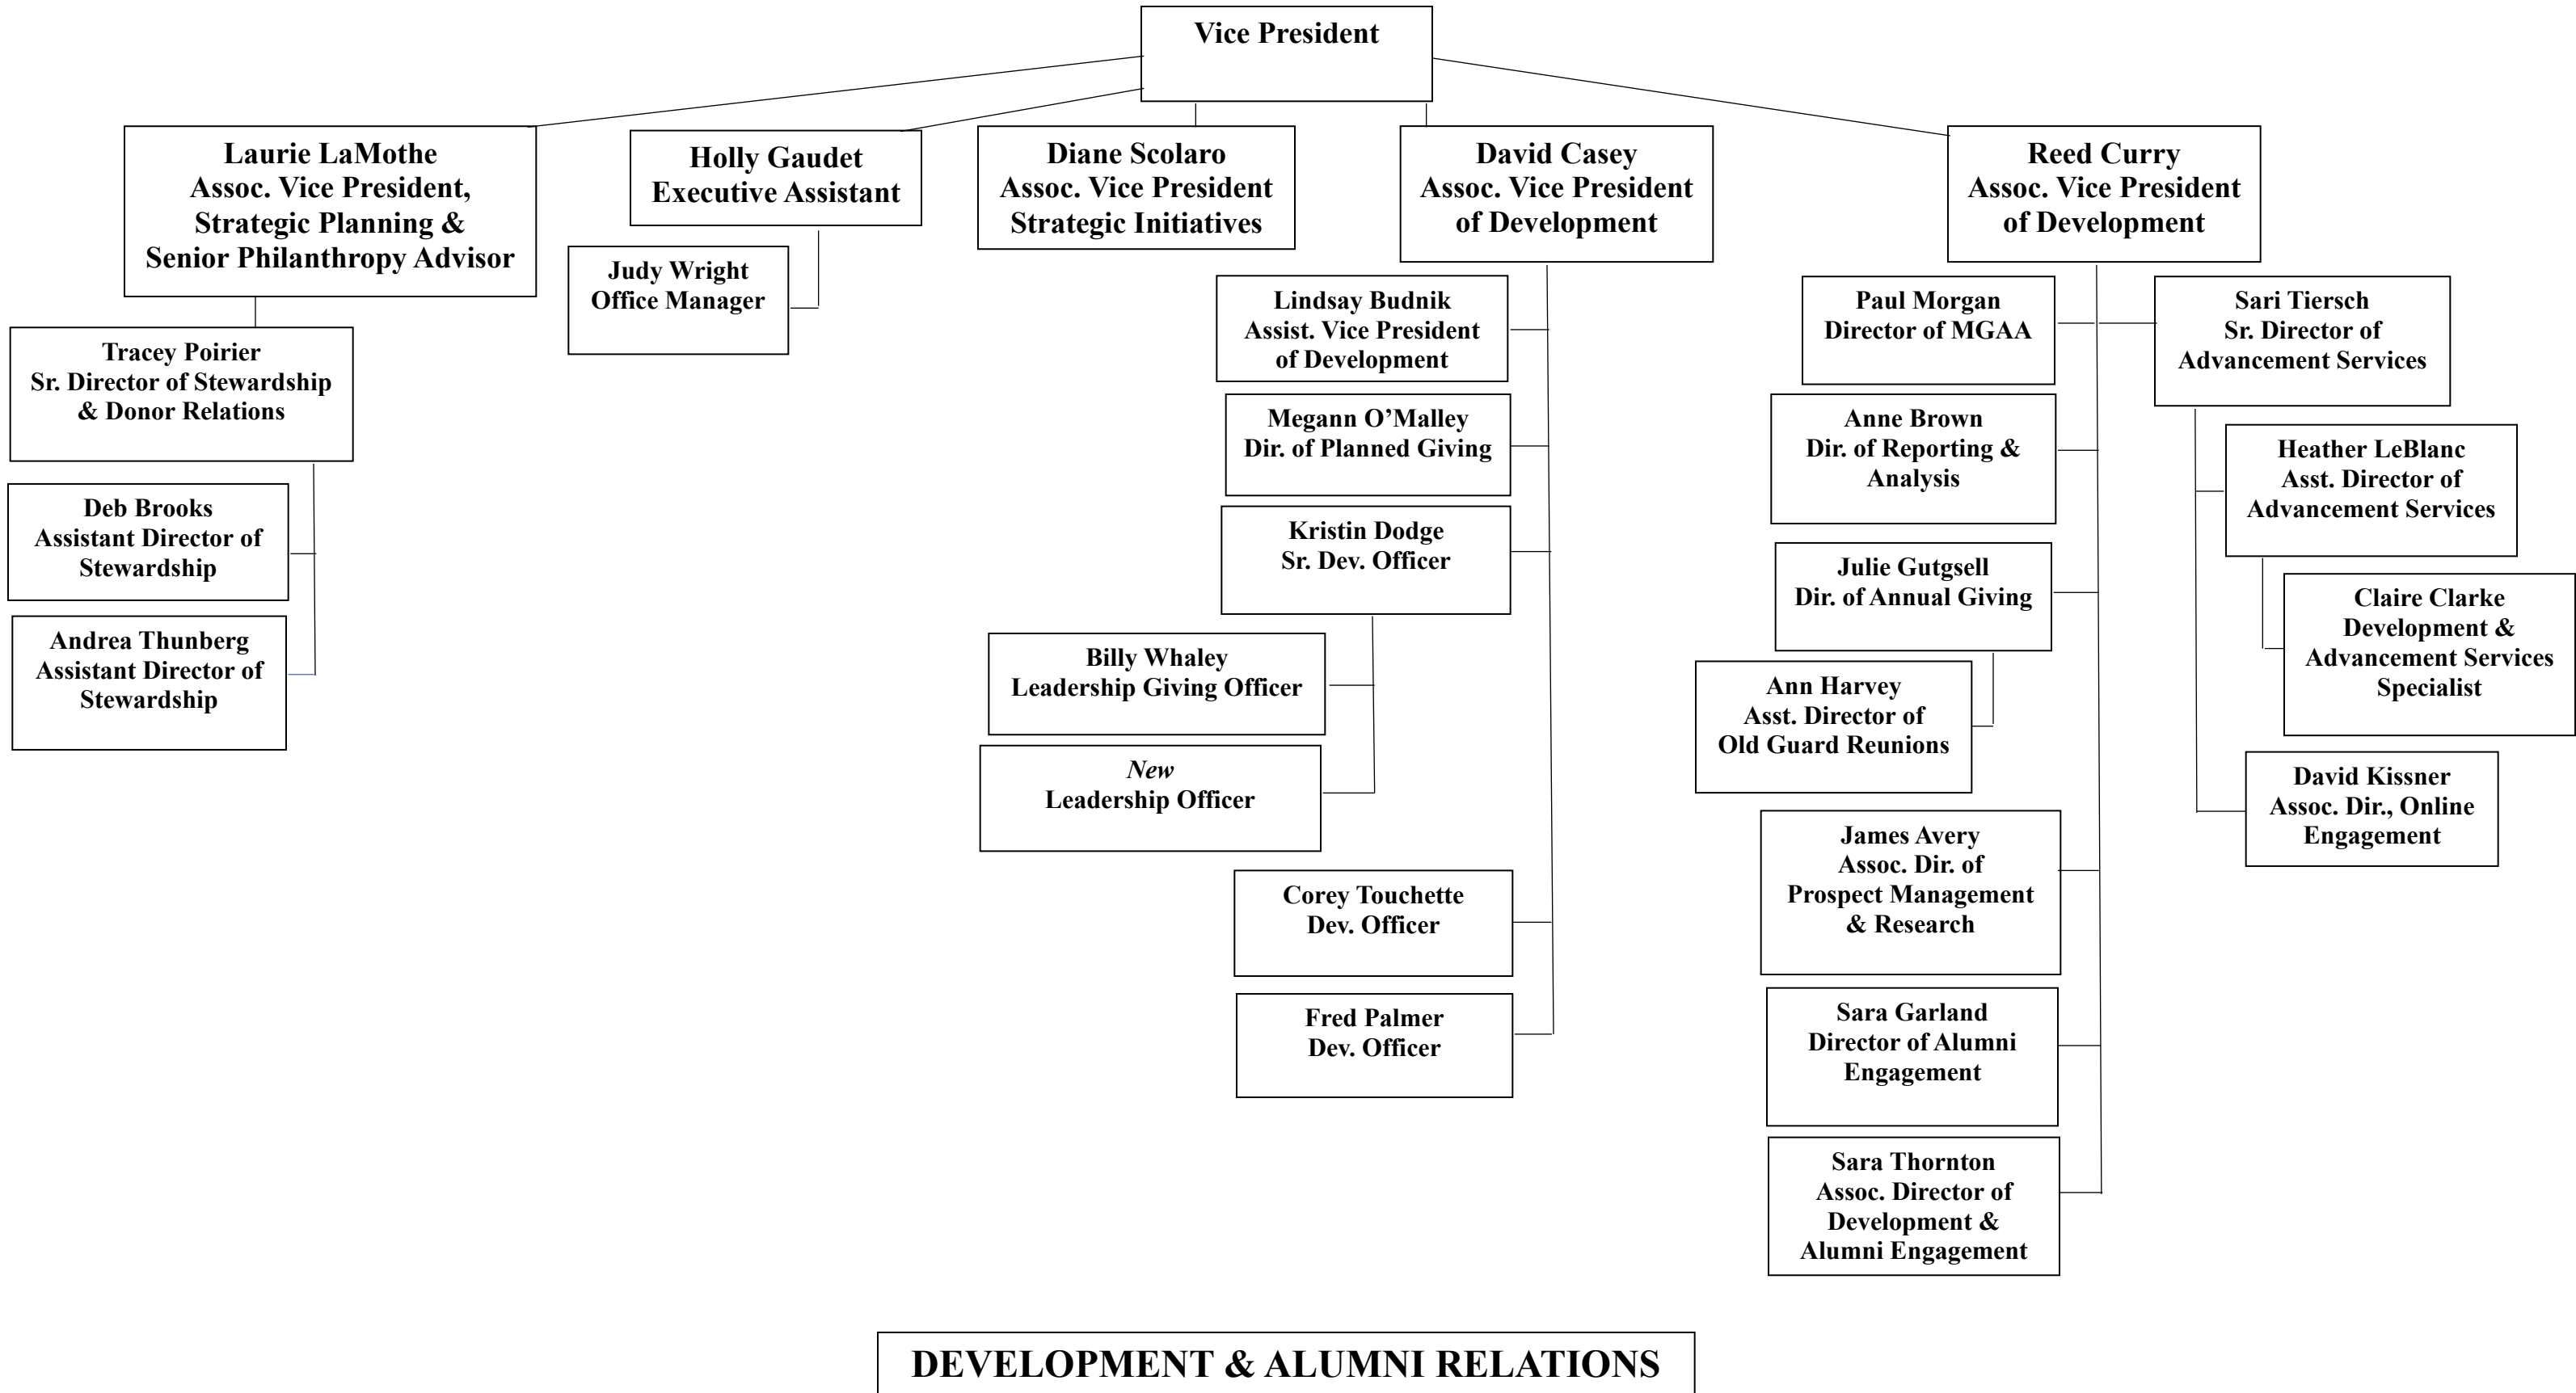 Vice President
Laurie LaMothe
Assoc. Vice President,
Strategic Planning &
Senior Philanthropy Advisor
Holly Gaudet
Executive Assistant
Diane Scolaro
Assoc. Vice President
Strategic Initiatives
David Casey
Assoc. Vice President
of Development
Reed Curry
Assoc. Vice President
of Development
Tracey Poirier
Sr. Director of Stewardship
& Donor Relations
Deb Brooks
Assistant Director of
Stewardship
Andrea Thunberg
Assistant Director of
Stewardship
Judy Wright
Office Manager
Lindsay Budnik
Assist. Vice President
of Development
Megann O’Malley
Dir. of Planned Giving
Kristin Dodge
Sr. Dev. Officer
Billy Whaley
Leadership Giving Officer
New
Leadership Officer
Corey Touchette
Dev. Officer
Fred Palmer
Dev. Officer
Paul Morgan
Director of MGAA
Anne Brown
Dir. of Reporting &
Analysis
Julie Gutgsell
Dir. of Annual Giving
Ann Harvey
Asst. Director of
Old Guard Reunions
James Avery
Assoc. Dir. of
Prospect Management
& Research
Sara Garland
Director of Alumni
Engagement
Sara Thornton
Assoc. Director of
Development &
Alumni Engagement
Sari Tiersch
Sr. Director of
Advancement Services
Heather LeBlanc
Asst. Director of
Advancement Services
Claire Clarke
Development &
Advancement Services
Specialist
David Kissner
Assoc. Dir., Online
Engagement
DEVELOPMENT & ALUMNI RELATIONS